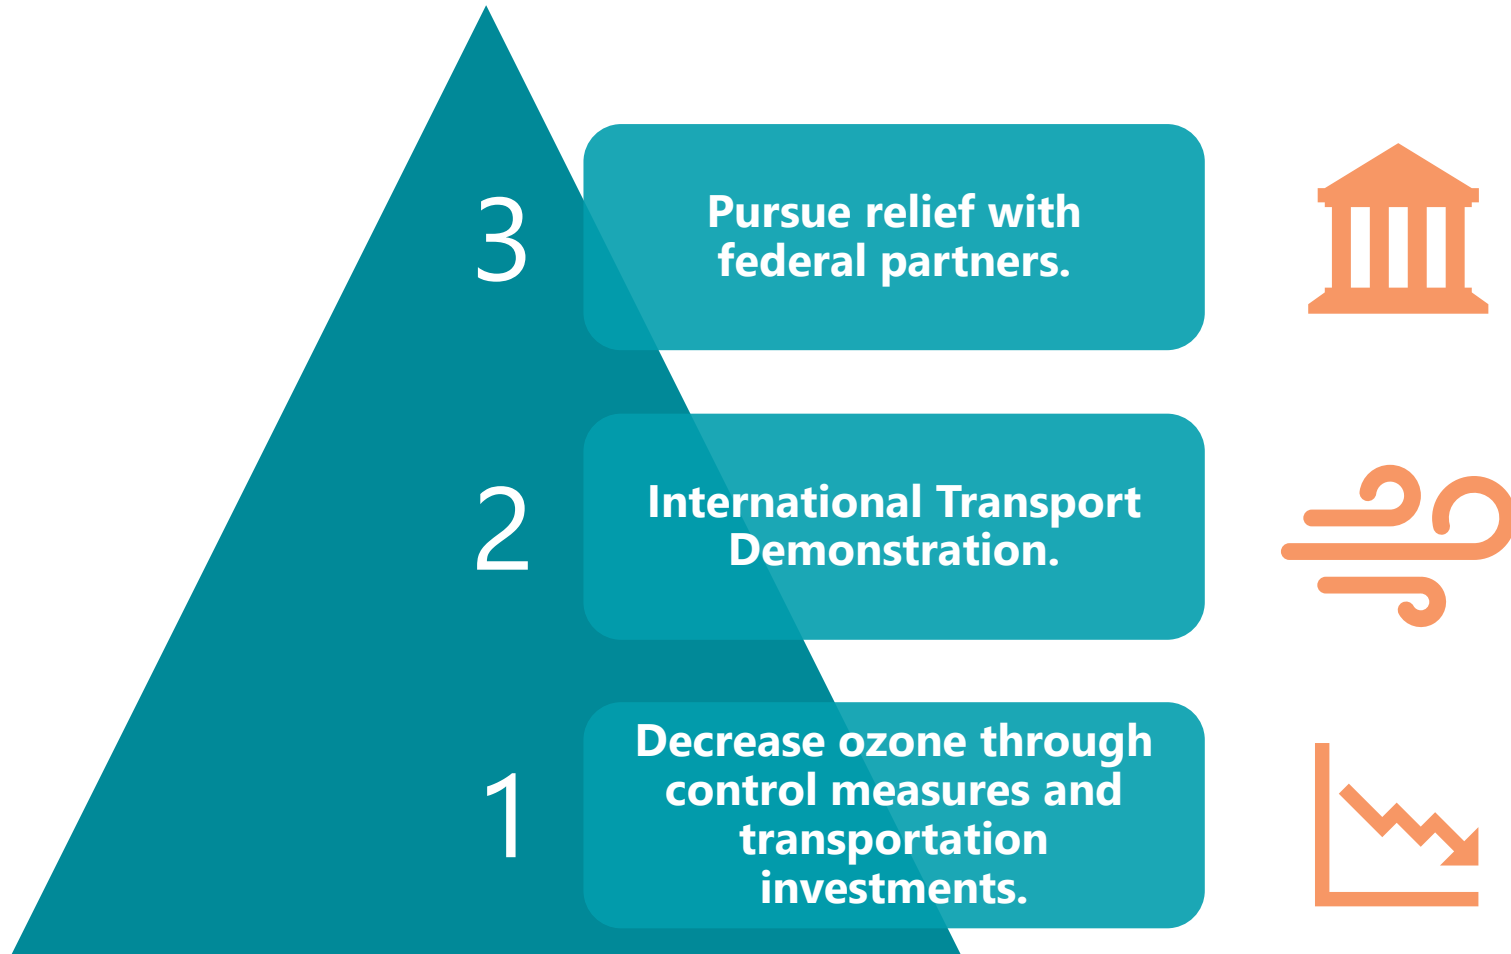 3
Pursue relief with
federal partners.
2
International Transport
Demonstration.
1
Decrease ozone through
control measures and
transportation
investments.